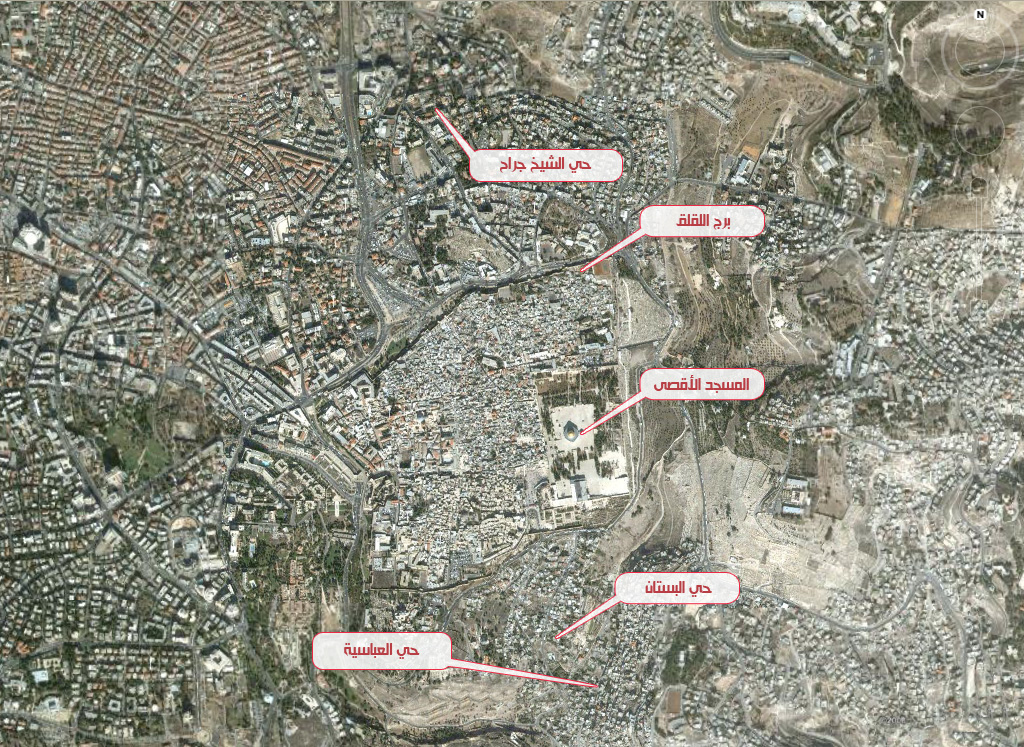 N
حي الشيخ جراح
برج اللقلق
المسجد الأقصى
حي البستان
حي العباسية